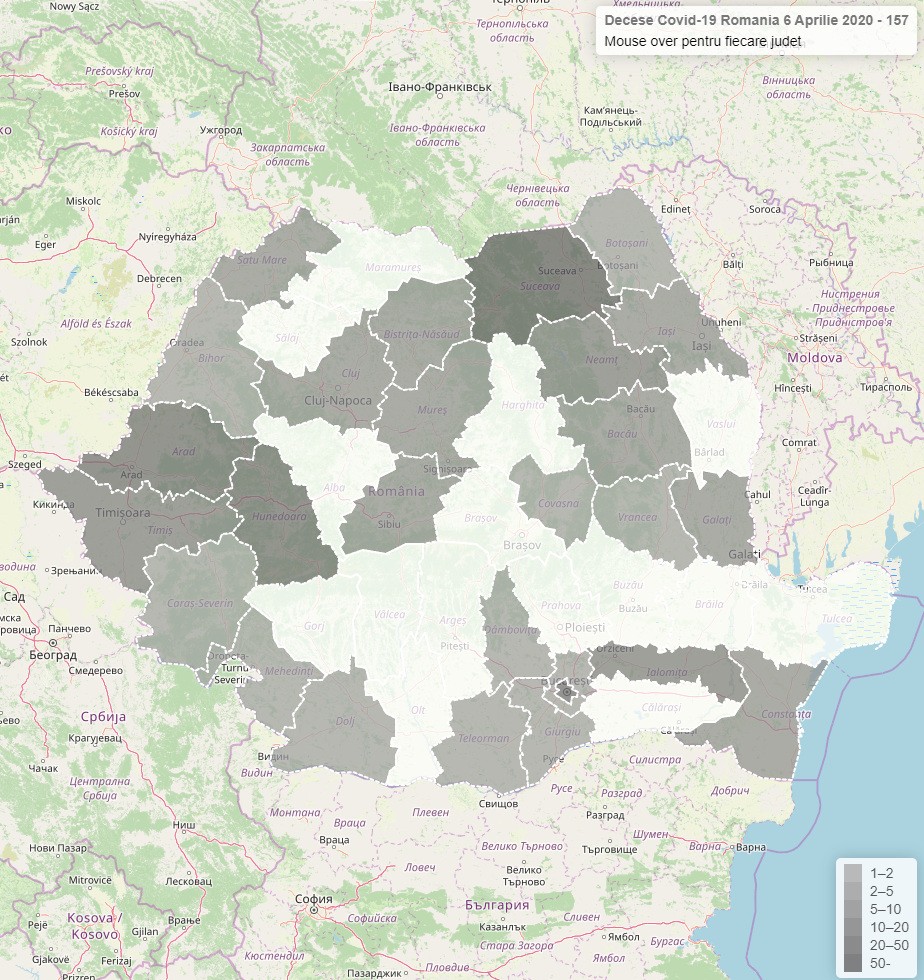 Nowy Sącz
Тернопіль
Хмельницький
Decese Covid-19 Romania 6 Aprilie 2020 - 157
Mouse over pentru fiecare judet
Тернопільська
область
Prešovský kraj
Prešov
Івано-Франківськ
Вінницька
область
Кам'янець-
Подільський
Košický kraj
Ужгород
Івано-Франківська
область
Закарпатська
область
Чернівецька
область
Miskolc
Edineț
Soroca
Nyíregyháza
Eger
Botoșani
Botoșani
Satu Mare
Maramureș
Suceava
Suceava
Bălți
Рыбница
Debrecen
Нистрения
Приднестровье
Придністров'я
Alföld és Észak
Ungheni
Iași
Iași
Strășeni
Szolnok
Oradea
Bihor
Sălaj
Bistrița-Năsăud
Neamț
Moldova
Cluj
Cluj-Napoca
Békéscsaba
Hîncești
Тирасполь
Mureș
Harghita
Bacău
Bacău
Vaslui
Bârlad
Comrat
Szeged
Arad
Arad
Sighișoara
România
Alba
Кикинда
Timișoara
Timiș
Hunedoara
Sibiu
Covasna
Vrancea
Brașov
Brașov
Galați
Galați
Cahul
Ceadîr-
Lunga
Зрењанин
Сад
Caraș-Severin
Gorj
Vâlcea
Argeș
Pitești
Prahova
Ploiești
Buzău
Buzău
Brăila
Brăila
Tulcea
Tulcea
Панчево
Београд
Смедерево
Drobeta-
Turnu
Severin
Mehedinți
Dâmbovița
București
Urziceni
Ialomița
Călărași
Călărași
Constanța
Србија
Крагујевац
Чачак
Централна
Србија
Dolj
Olt
Teleorman
Giurgiu
Видин
Видин
Русе
Силистра
Добрич
Свищов
Разград
Разград
Монтана
Враца
Враца
Плевен
Ниш
Велико Търново
Търговище
Шумен
Варна
Варна
Нови Пазар
Ловеч
Велико
Търново
Mitrovicë
Лесковац
София
Kosova /
Kosovo
Врање
Софийска
България
Сливен
Pejë
Gjilan
Казанлък
Ямбол
Бургас
Gjakovë
Ferizaj
Кюстендил
Стара Загора
Ямбол
Prizren
Пазарджик
Пловдив
1–2
2–5
5–10
10–20
20–50
50-